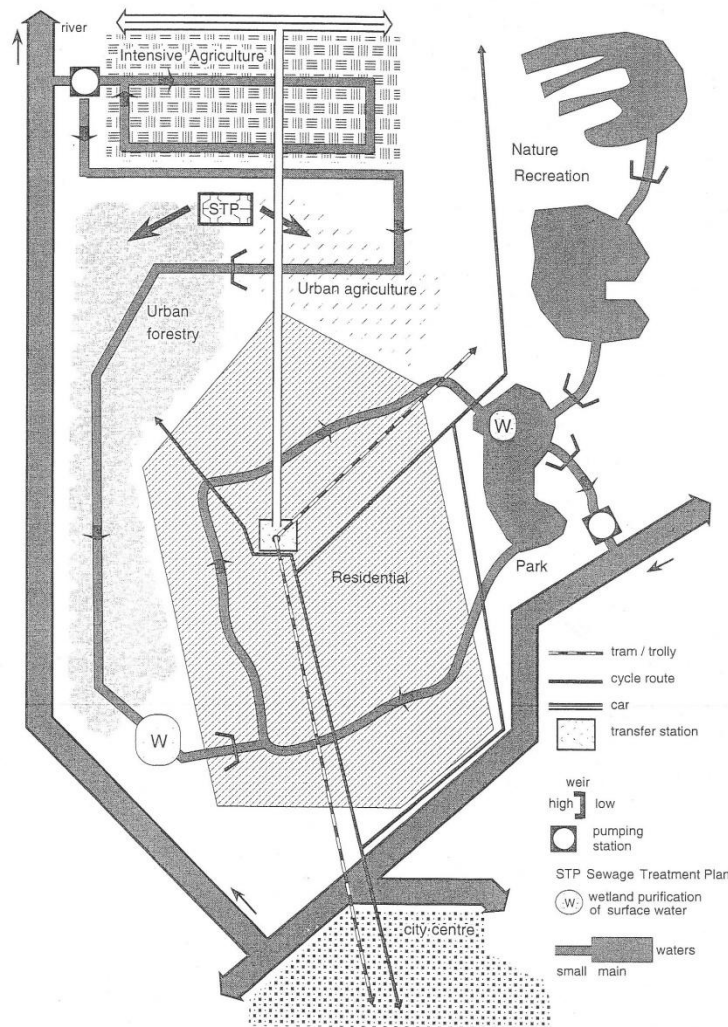 river
Intensive Agriculture
Nature
Recreation
STP
Urban agriculture
Urban
forestry
W
Park
Residential
W
tram / trolly
cycle route
car
transfer station
weir
high low
pumping
station
STP Sewage Treatment Plan
W wetland purification
of surface water
waters
small main
city centre